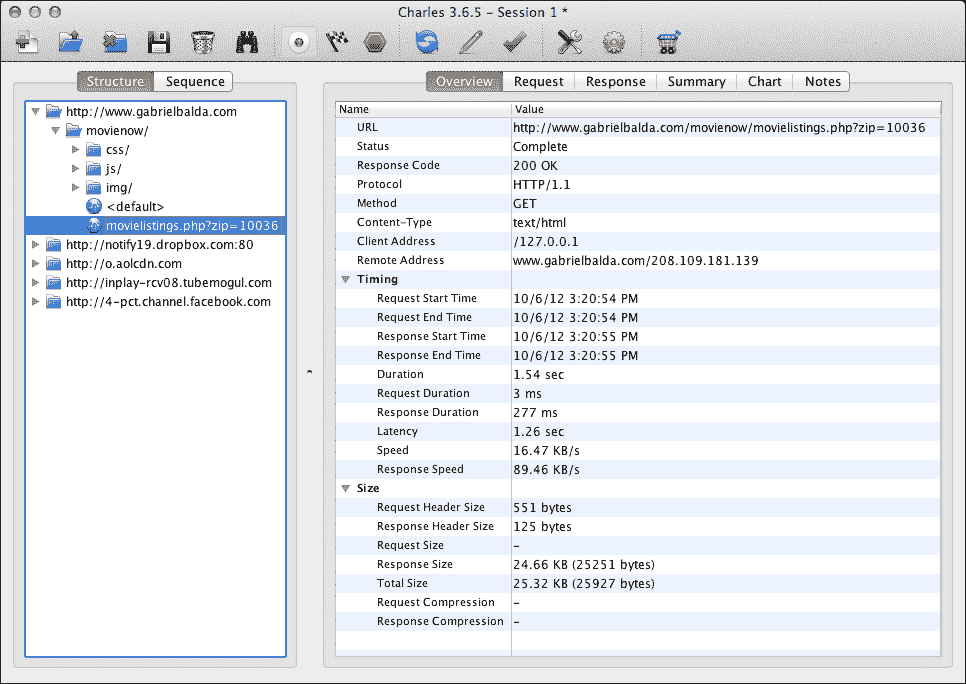 Charles 3.6.5 - Session 1 *
Structure Sequence
http://www.gabrielbalda.com
movienow/
css/
js/
img/
<default>
movielistings.php?zip=10036
http://notify19.dropbox.com:80
http://o.aolcdn.com
http://inplay-rcv08.tubemogul.com
http://4-pct.channel.facebook.com
Overview Request Response Summary Chart Notes
Name Value
URL http://www.gabrielbalda.com/movienow/movielistings.php?zip=10036
Status Complete
Response Code 200 OK
Protocol HTTP/1.1
Method GET
Content-Type text/html
Client Address /127.0.0.1
Remote Address www.gabrielbalda.com/208.109.181.139
Timing
Request Start Time 10/6/12 3:20:54 PM
Request End Time 10/6/12 3:20:54 PM
Response Start Time 10/6/12 3:20:55 PM
Response End Time 10/6/12 3:20:55 PM
Duration 1.54 sec
Request Duration 3 ms
Response Duration 277 ms
Latency 1.26 sec
Speed 16.47 KB/s
Response Speed 89.46 KB/s
Size
Request Header Size 551 bytes
Response Header Size 125 bytes
Request Size -
Response Size 24.66 KB (25251 bytes)
Total Size 25.32 KB (25927 bytes)
Request Compression -
Response Compression -